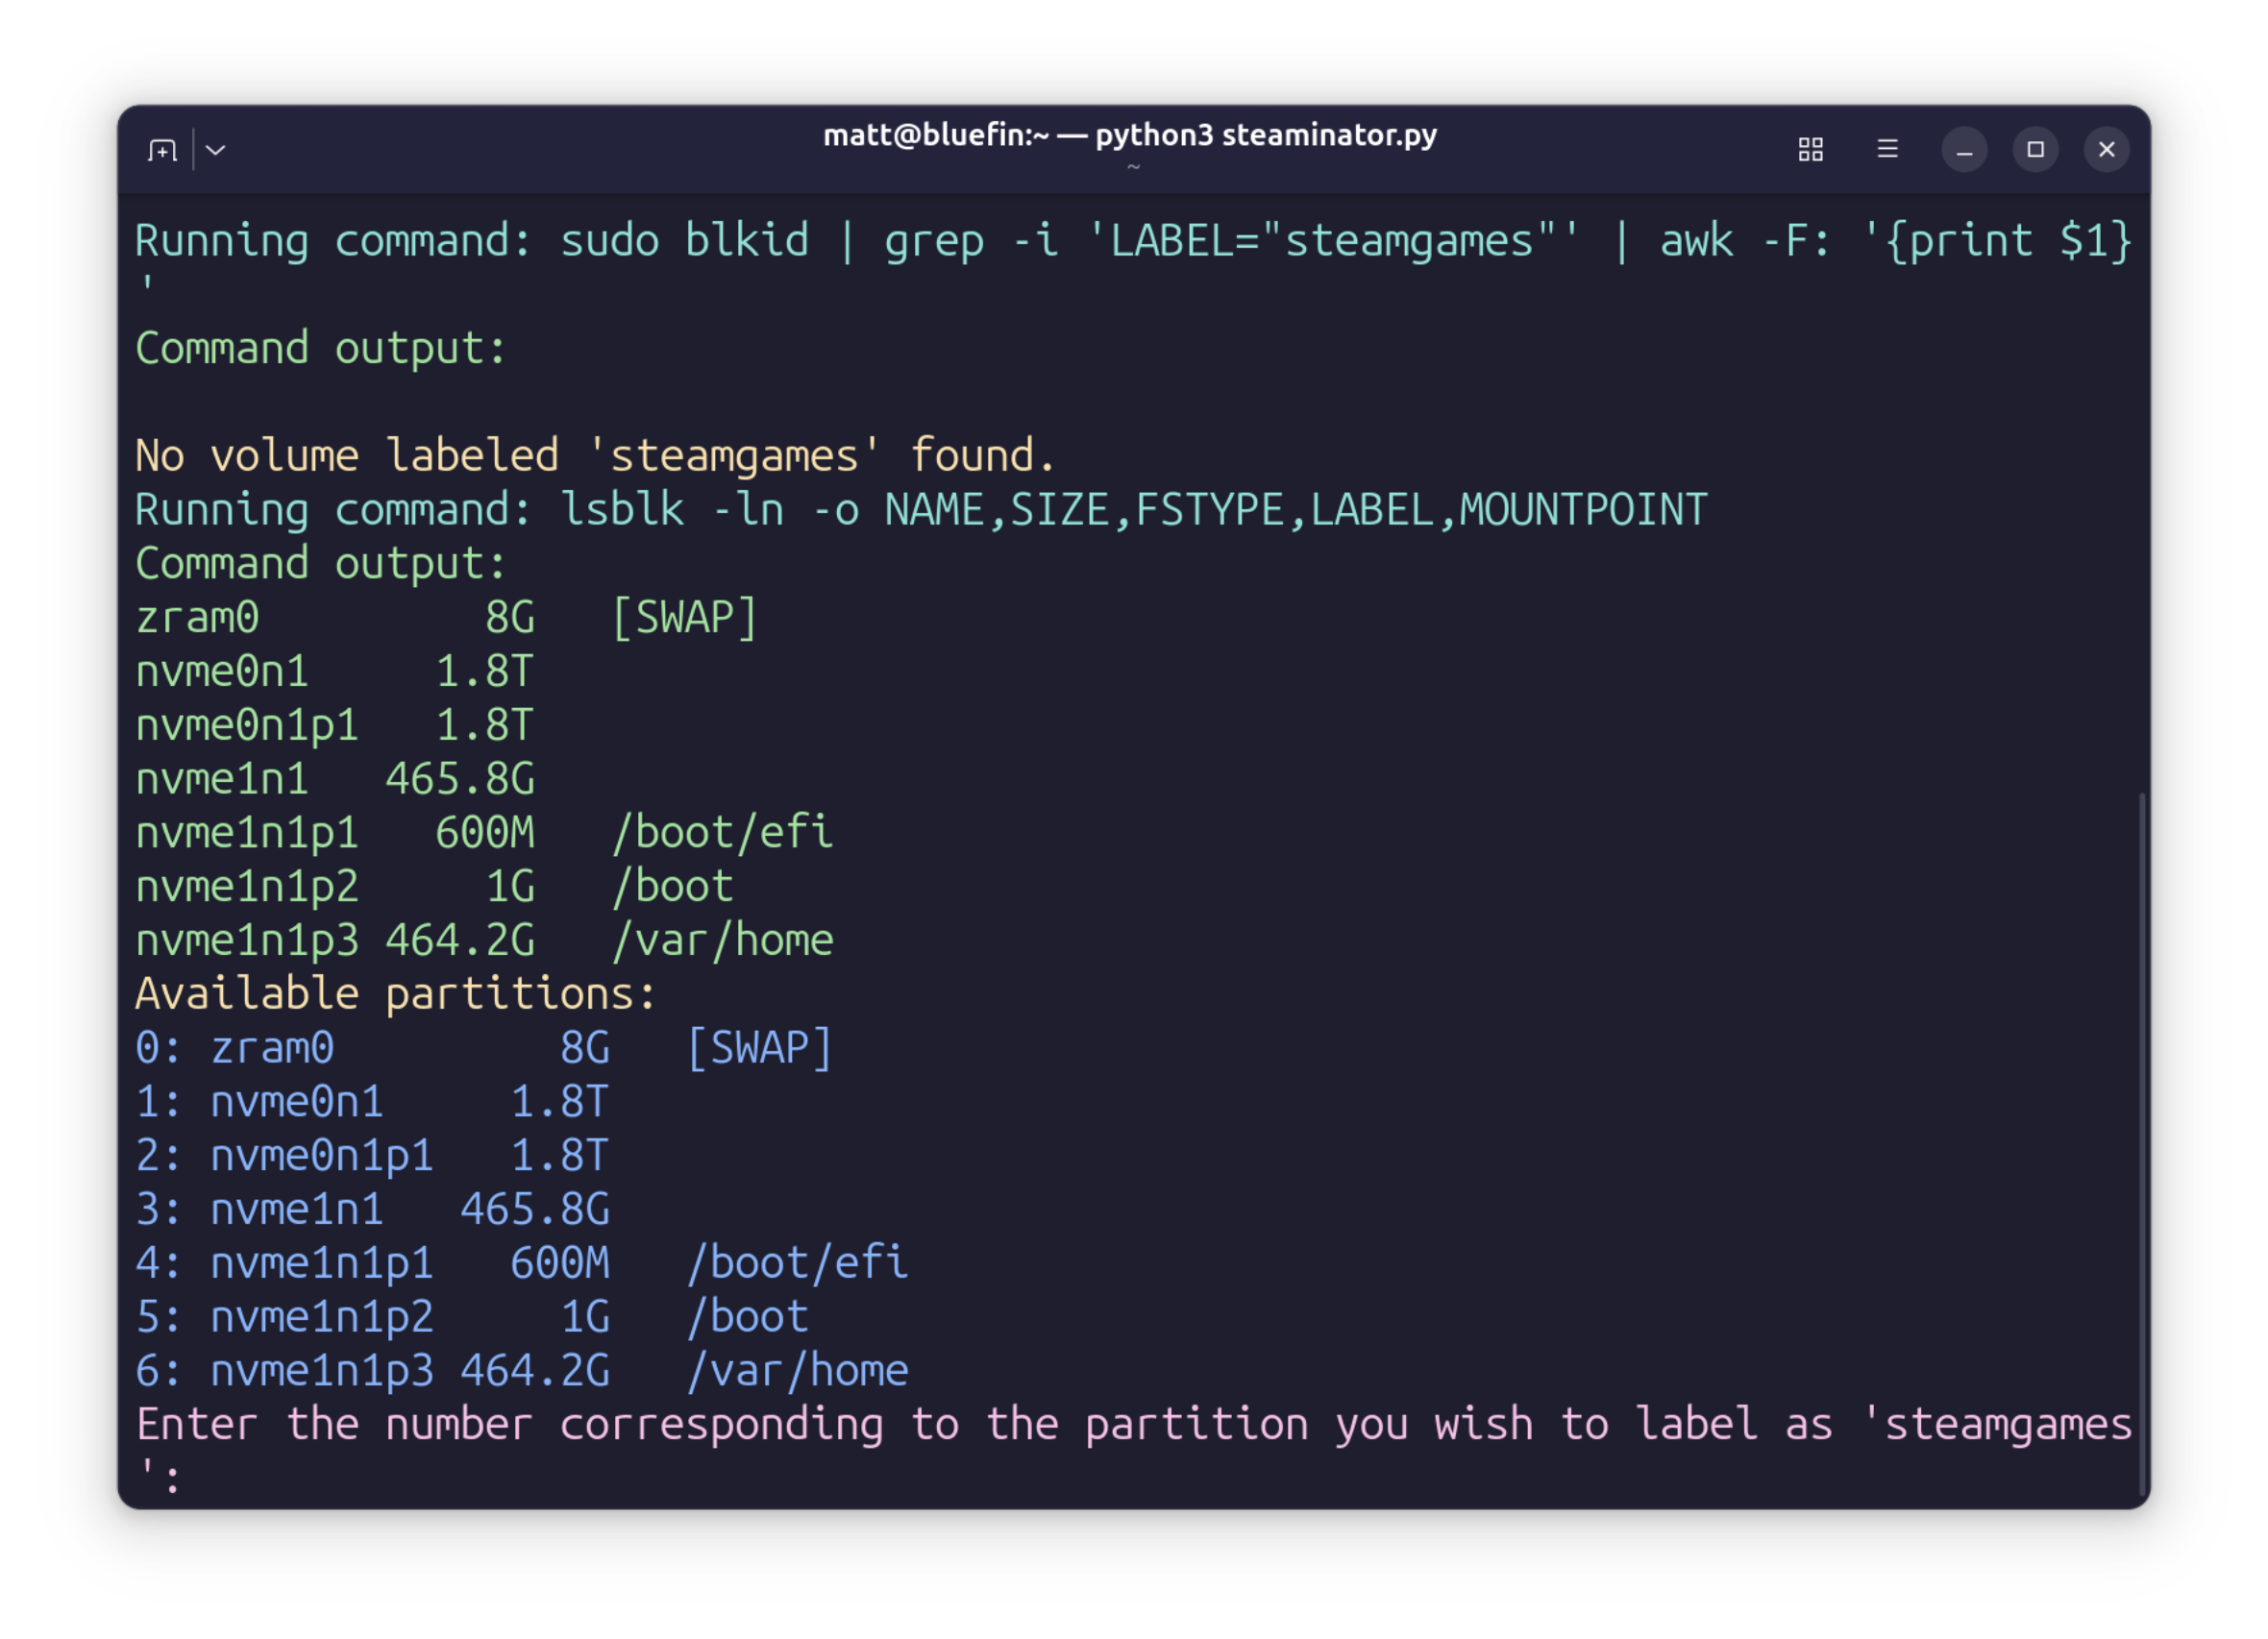 matt@bluefin:~ — python3 steaminator.py
~
Running command: sudo blkid | grep -i 'LABEL="steamgames"' | awk -F: '{print $1}
'
Command output:
No volume labeled 'steamgames' found.
Running command: lsblk -ln -o NAME,SIZE,FSTYPE,LABEL,MOUNTPOINT
Command output:
zram0         8G   [SWAP]
nvme0n1     1.8T
nvme0n1p1   1.8T
nvme1n1   465.8G
nvme1n1p1   600M   /boot/efi
nvme1n1p2     1G   /boot
nvme1n1p3 464.2G   /var/home
Available partitions:
0: zram0         8G   [SWAP]
1: nvme0n1     1.8T
2: nvme0n1p1   1.8T
3: nvme1n1   465.8G
4: nvme1n1p1   600M   /boot/efi
5: nvme1n1p2     1G   /boot
6: nvme1n1p3 464.2G   /var/home
Enter the number corresponding to the partition you wish to label as 'steamgames
':